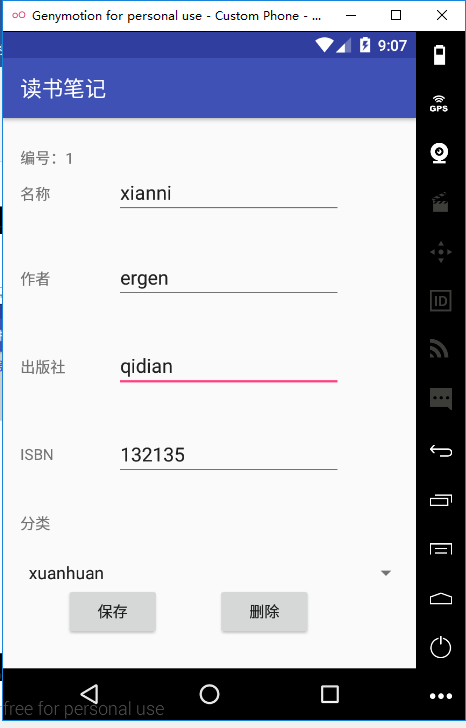 Genymotion for personal use - Custom Phone - ...
9:07
读书笔记
GPS
编号：1
名称 xianni
作者 ergen
ID
出版社 qidian
ISBN 132135
分类
xuanhuan
保存 删除
free for personal use